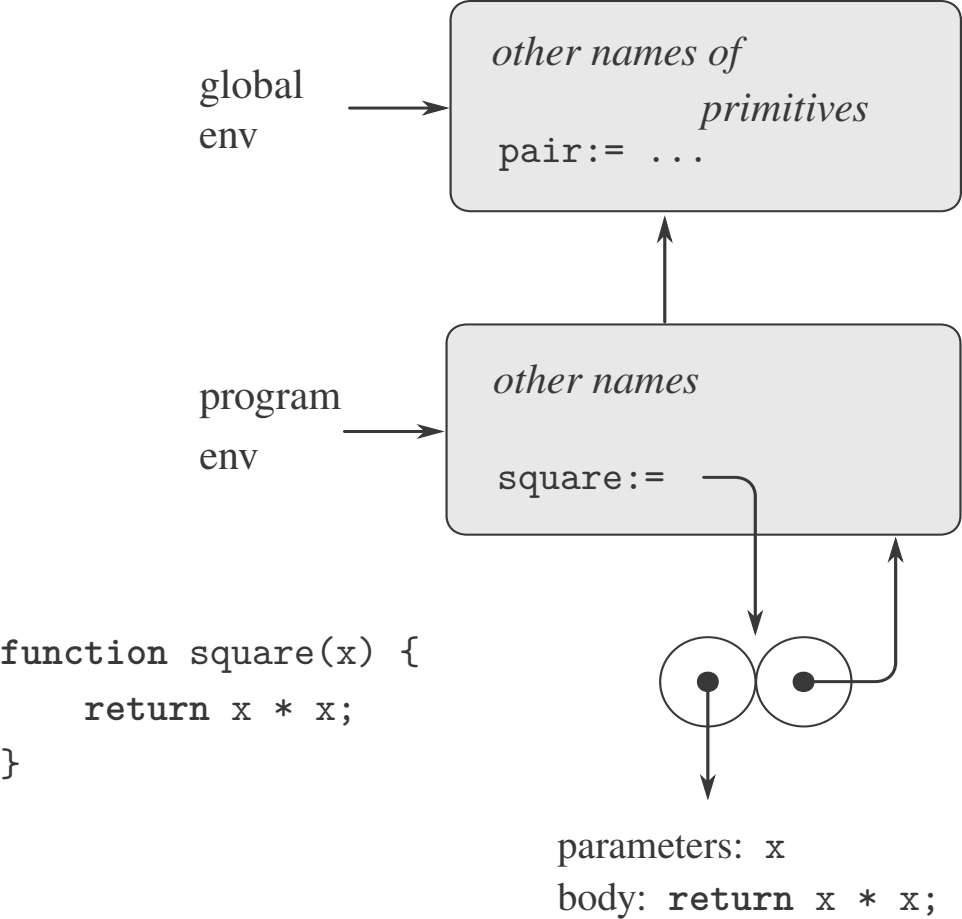 global
env
other names of
primitives
pair:= ...
program
env
other names
square:=
function square(x) {
    return x * x;
}
parameters: x
body: return x * x;